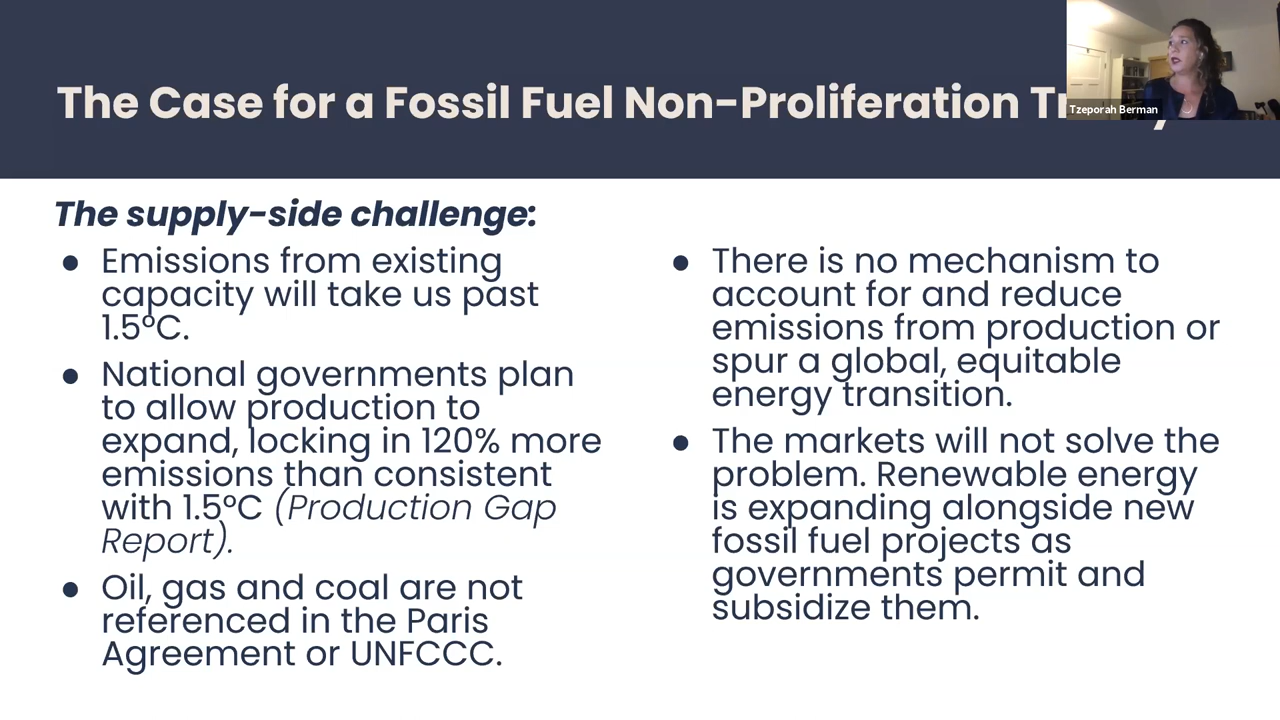 The Case for a Fossil Fuel Non-Proliferation
Tzeporah Berman
The supply-side challenge:
● Emissions from existing
capacity will take us past
1.5°C.
● National governments plan
to allow production to
expand, locking in 120% more
emissions than consistent
with 1.5°C (Production Gap
Report).
● Oil, gas and coal are not
referenced in the Paris
Agreement or UNFCCC.
● There is no mechanism to
account for and reduce
emissions from production or
spur a global, equitable
energy transition.
● The markets will not solve the
problem. Renewable energy
is expanding alongside new
fossil fuel projects as
governments permit and
subsidize them.